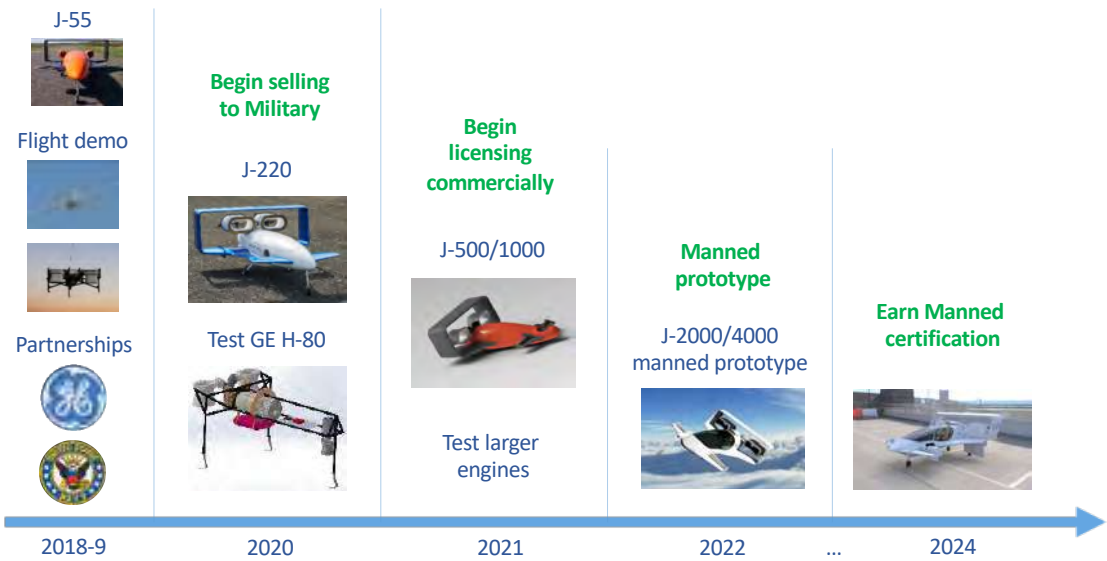 J-55
Flight demo
Partnerships
2018-9
Begin selling
to Military
J-220
Test GE H-80
2020
Begin
licensing
commercially
J-500/1000
Test larger
engines
2021
Manned
prototype
J-2000/4000
manned prototype
2022
...
Earn Manned
certification
2024